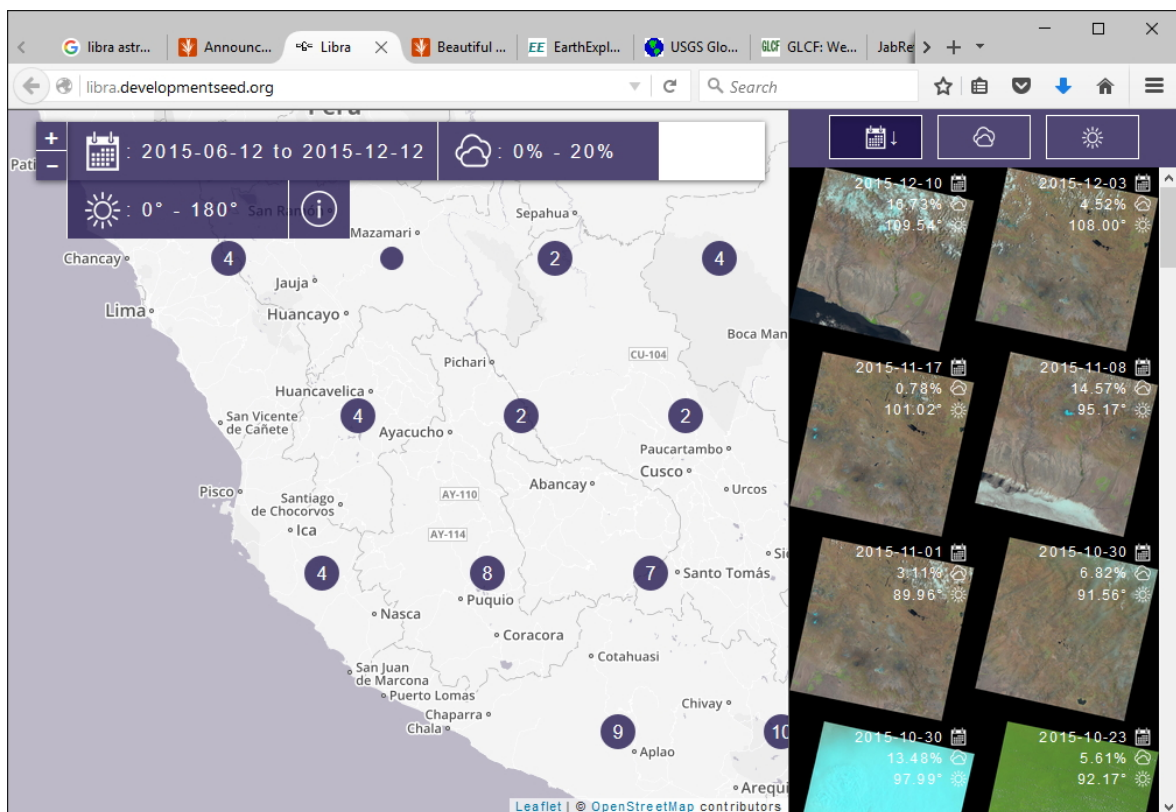 libra astr...
Announc...
Libra
Beautiful ...
EE EarthExpl...
USGS Glo...
GLCF GLCF: We...
JabRe
libra.developmentseed.org
Search
+
−
: 2015-06-12 to 2015-12-12
: 0% - 20%
: 0° - 180°
i
Peru
Pati
San Ramón
Mazamari
Sepahua
Chancay
4
2
4
Jauja
Lima
Huancayo
Boca Man
CU-104
Pichari
Huancavelica
San Vicente
de Cañete
4
2
2
Ayacucho
Paucartambo
Cusco
Pisco
Santiago
de Chocorvos
AY-110
Abancay
Urcos
Ica
AY-114
4
8
7
Santo Tomás
Puquio
Nasca
Coracora
Cotahuasi
San Juan
de Marcona
Puerto Lomas
Chaparra
Chala
Chivay
9
10
Aplao
Arequi
Leaflet | © OpenStreetMap contributors
2015-12-10
16.73%
109.54°
2015-12-03
4.52%
108.00°
2015-11-17
0.78%
101.02°
2015-11-08
14.57%
95.17°
2015-11-01
3.11%
89.96°
2015-10-30
6.82%
91.56°
2015-10-30
13.48%
97.99°
2015-10-23
5.61%
92.17°